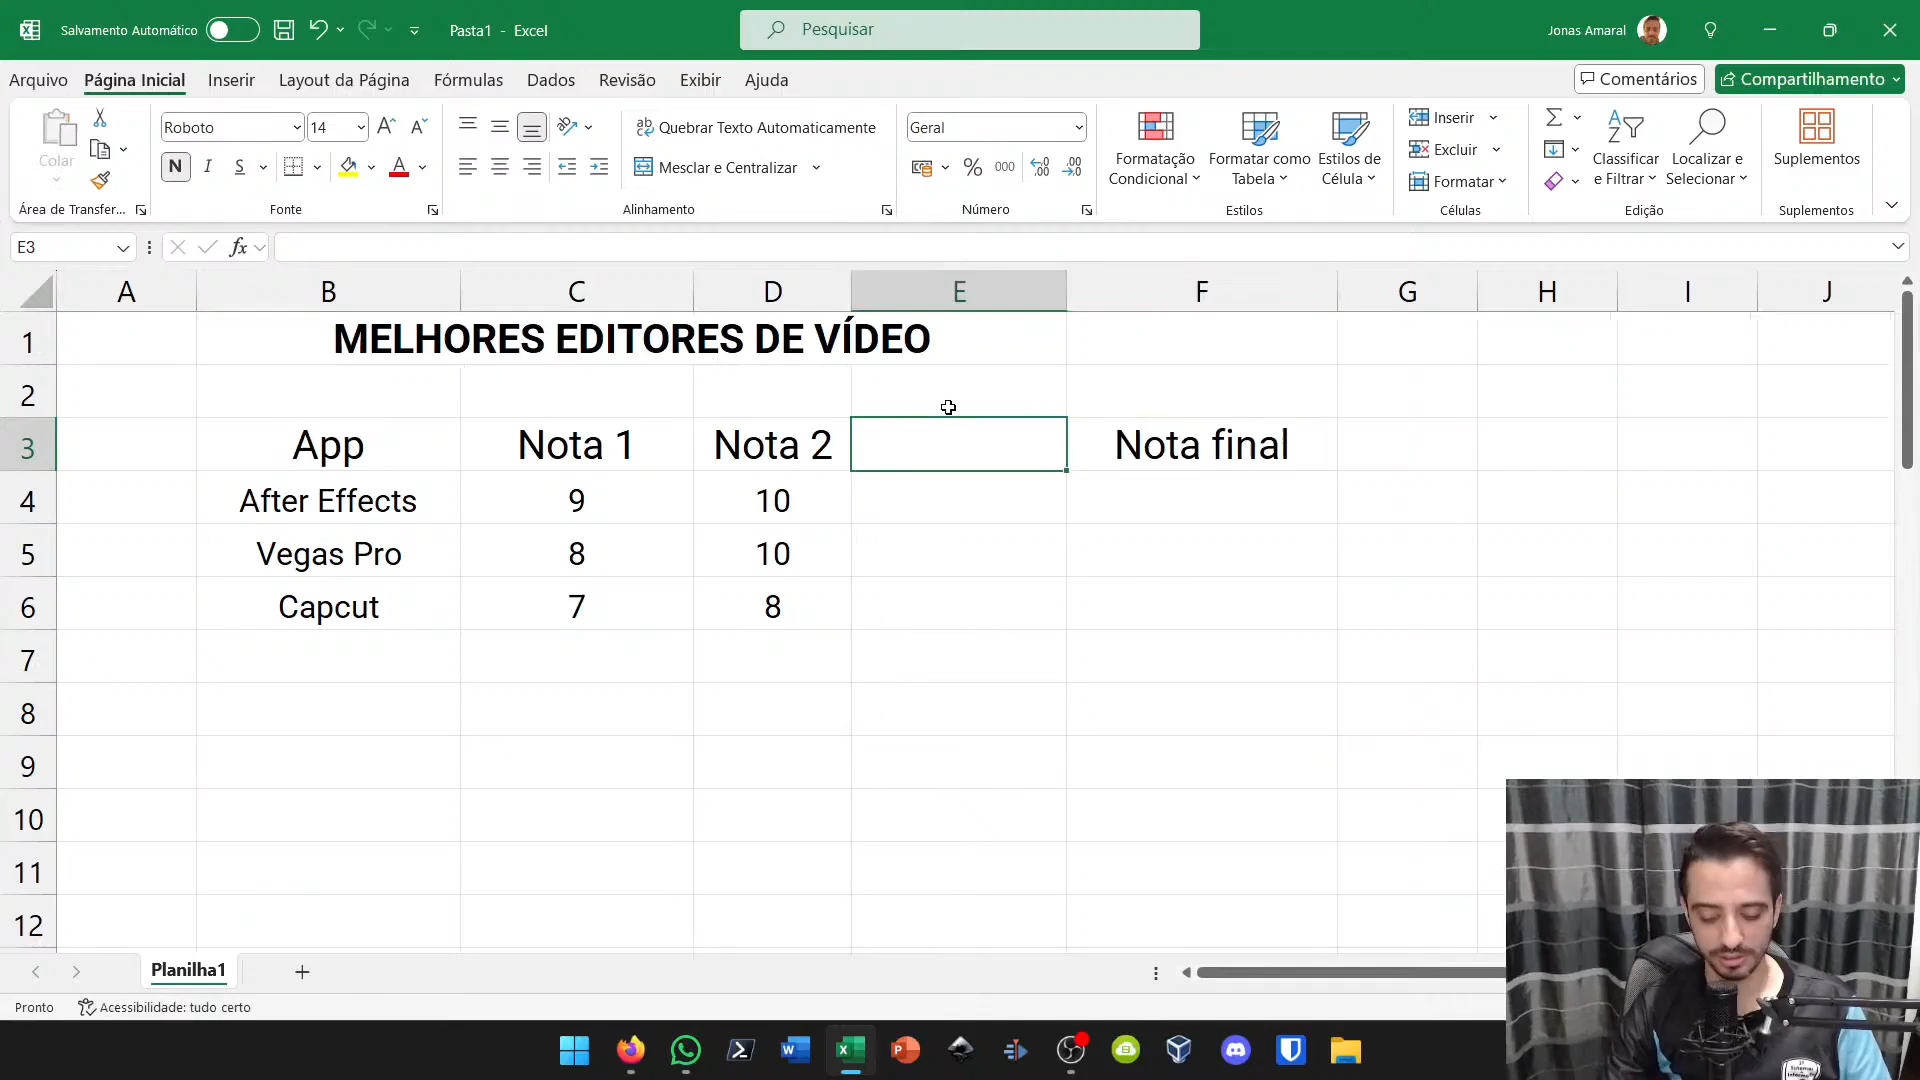 Salvamento Automático
Pasta1 - Excel
Pesquisar
Jonas Amaral
Arquivo
Página Inicial
Inserir
Layout da Página
Fórmulas
Dados
Revisão
Exibir
Ajuda
Comentários
Compartilhamento
Colar
Área de Transfer...
Roboto
14
N
I
S
A
Fonte
Quebrar Texto Automaticamente
Mesclar e Centralizar
Alinhamento
Geral
%
000
Número
Formatação Condicional
Formatar como Tabela
Estilos de Célula
Estilos
Inserir
Excluir
Formatar
Células
Classificar e Filtrar
Localizar e Selecionar
Edição
Suplementos
Suplementos
E3
fx
A B C D E F G H I J
1 MELHORES EDITORES DE VÍDEO
2
3 App Nota 1 Nota 2 Nota final
4 After Effects 9 10
5 Vegas Pro 8 10
6 Capcut 7 8
7
8
9
10
11
12
Planilha1
Pronto
Acessibilidade: tudo certo